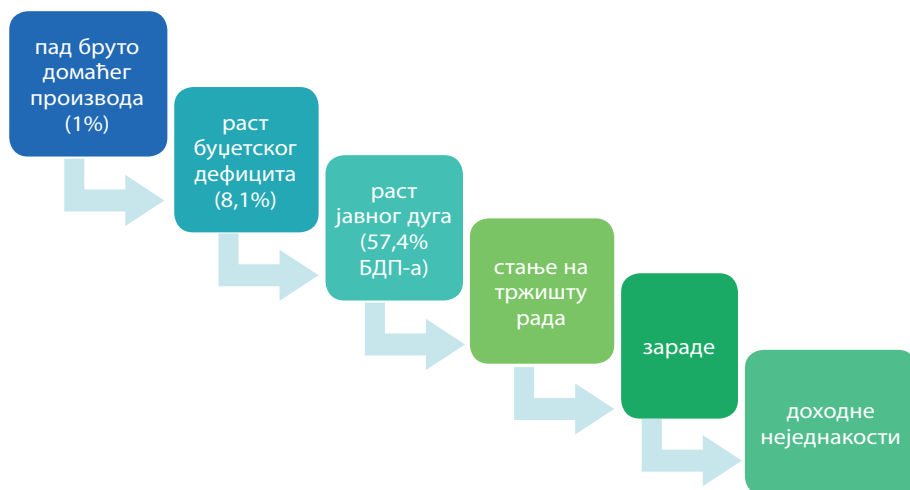 пад бруто
домаћег
производа
(1%)
раст
буџетског
дефицита
(8,1%)
раст
јавног дуга
(57,4%
БДП-а)
стање на
тржишту
рада
зараде
доходне
неједнакости